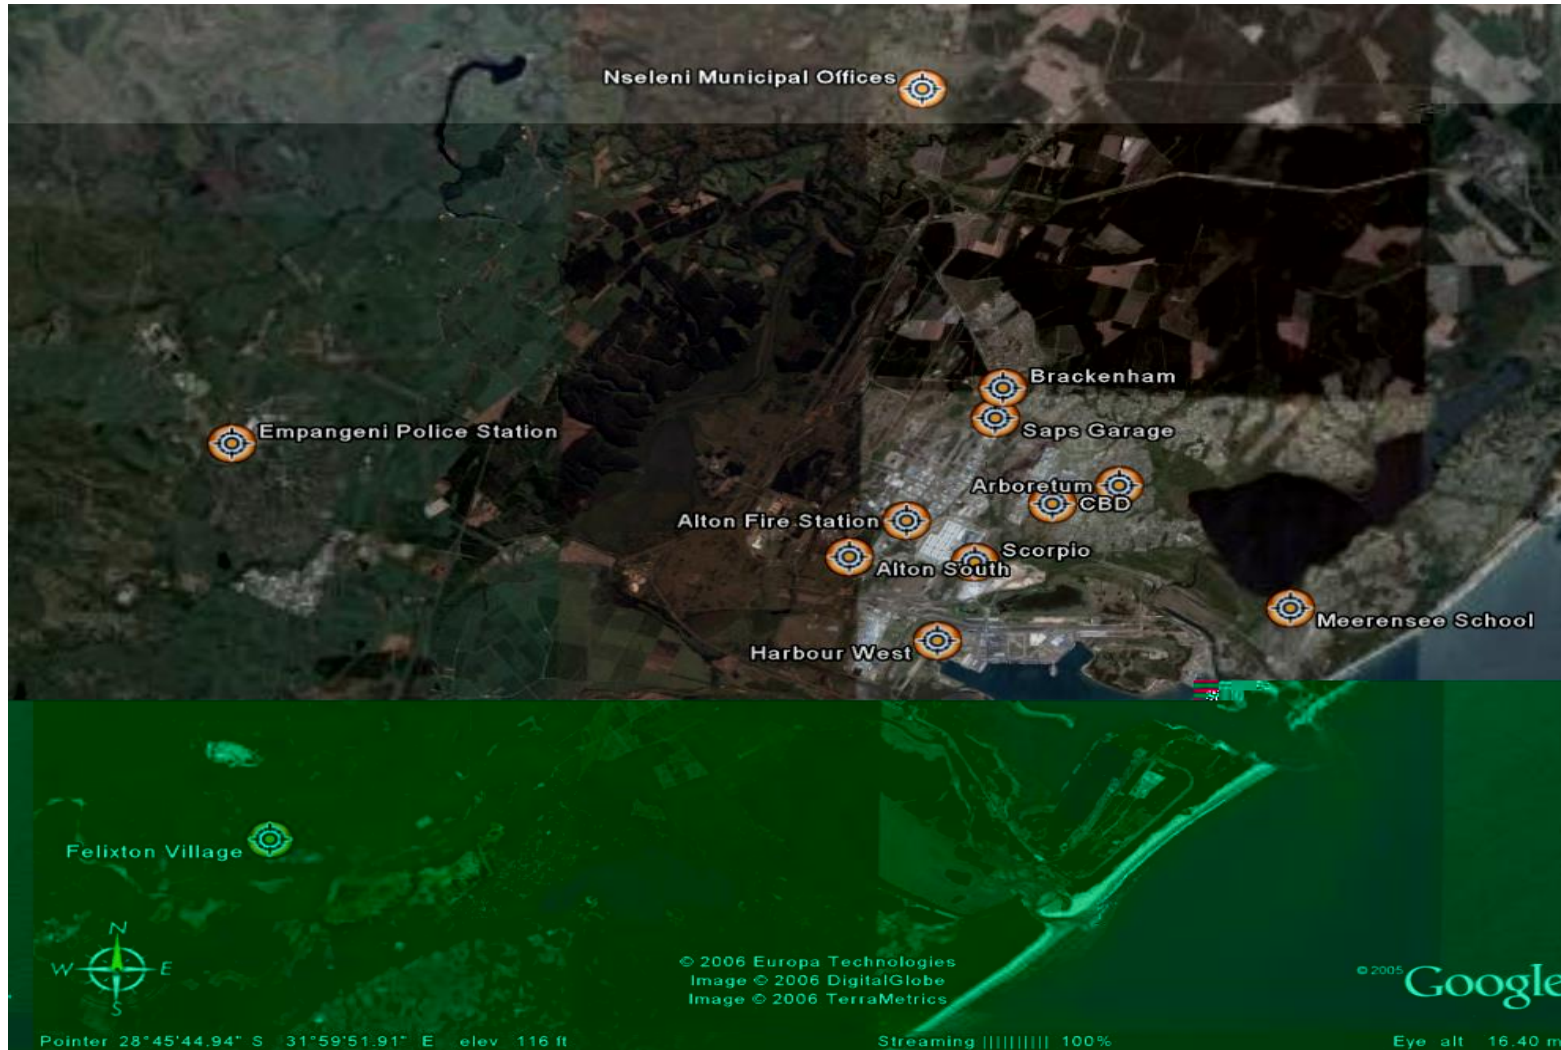 Nseleni Municipal Offices
Brackenham
Empangeni Police Station
Saps Garage
Arboretum
CBD
Alton Fire Station
Scorpio
Alton South
Meerensee School
Harbour West
Felixton Village
N
W E
S
© 2006 Europa Technologies
Image © 2006 DigitalGlobe
Image © 2006 TerraMetrics
© 2005 Google
Pointer 28°45'44.94" S 31°59'51.91" E elev 116 ft Streaming |||||||||| 100% Eye alt 16.40 m